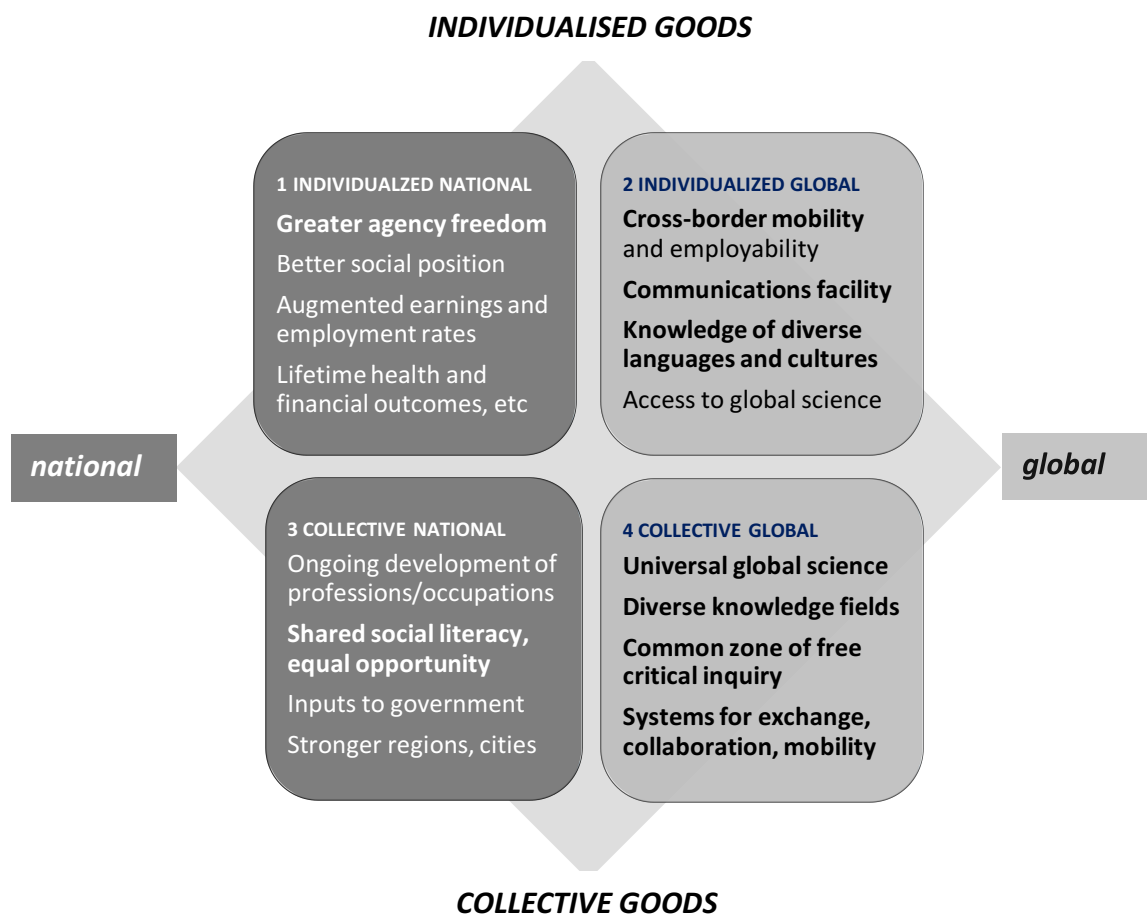 INDIVIDUALISED GOODS
1 INDIVIDUALZED NATIONAL
Greater agency freedom
Better social position
Augmented earnings and
employment rates
Lifetime health and
financial outcomes, etc
2 INDIVIDUALIZED GLOBAL
Cross-border mobility
and employability
Communications facility
Knowledge of diverse
languages and cultures
Access to global science
national
global
3 COLLECTIVE NATIONAL
Ongoing development of
professions/occupations
Shared social literacy,
equal opportunity
Inputs to government
Stronger regions, cities
4 COLLECTIVE GLOBAL
Universal global science
Diverse knowledge fields
Common zone of free
critical inquiry
Systems for exchange,
collaboration, mobility
COLLECTIVE GOODS